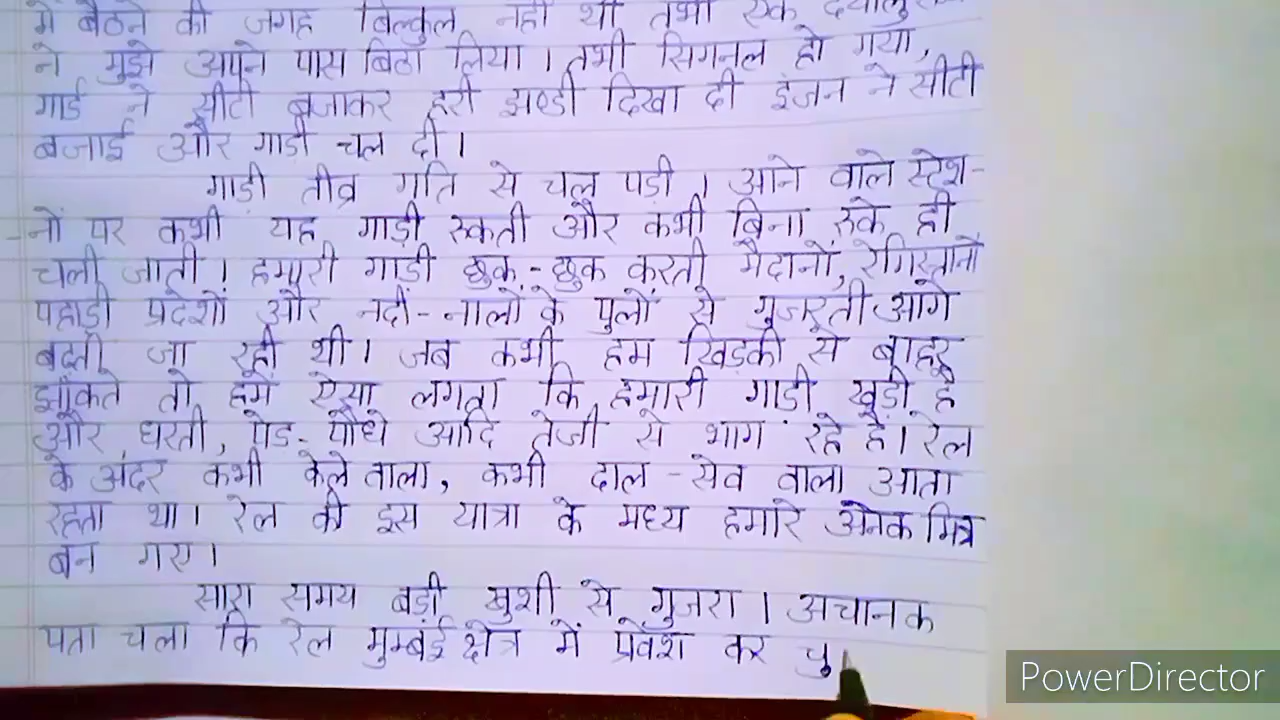 में बैठने की जगह बिल्कुल नहीं थी तभी एक दयालु
ने मुझे अपने पास बिठा लिया। तभी सिगनल हो गया,
गार्ड ने सीटी बजाकर हरी झण्डी दिखा दी इंजन ने सीटी
बजाई और गाडी चल दी।
गाडी तीव्र गति से चल पडी। आने वाले स्टेश-
नों पर कभी यह गाड़ी रुकती और कभी बिना रुके ही
चली जाती। हमारी गाड़ी छुक-छुक करती मैदानों, रेगिस्तानों
पहाड़ी प्रदेशों और नदी-नालों के पुलों से गुजरती आगे
बढ़ती जा रही थी। जब कभी हम खिड़की से बाहर
झाँकते तो हमें ऐसा लगता कि हमारी गाडी खड़ी है
और धरती, पेड-पौधे आदि तेजी से भाग रहे हैं। रेल
के अंदर कभी केले वाला, कभी दाल-सेव वाला आता
रहता था। रेल की इस यात्रा के मध्य हमारे अनेक मित्र
बन गए।
सारा समय बड़ी खुशी से गुजरा। अचानक
पता चला कि रेल मुम्बई क्षेत्र में प्रवेश कर चु
PowerDirector